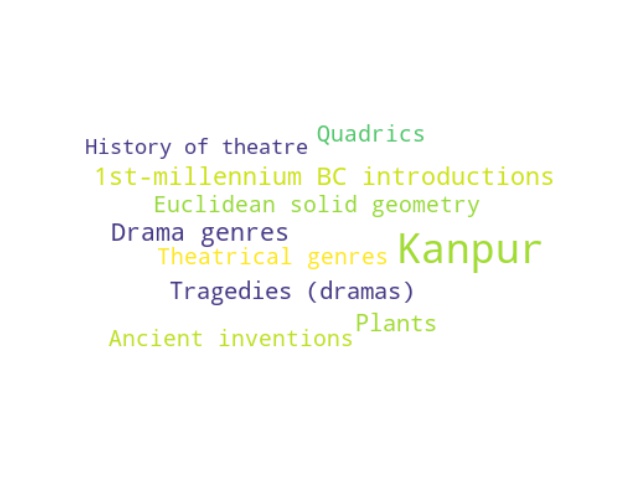 Quadrics
History of theatre
1st-millennium BC introductions
Euclidean solid geometry
Drama genres
Theatrical genres
Kanpur
Tragedies (dramas)
Plants
Ancient inventions